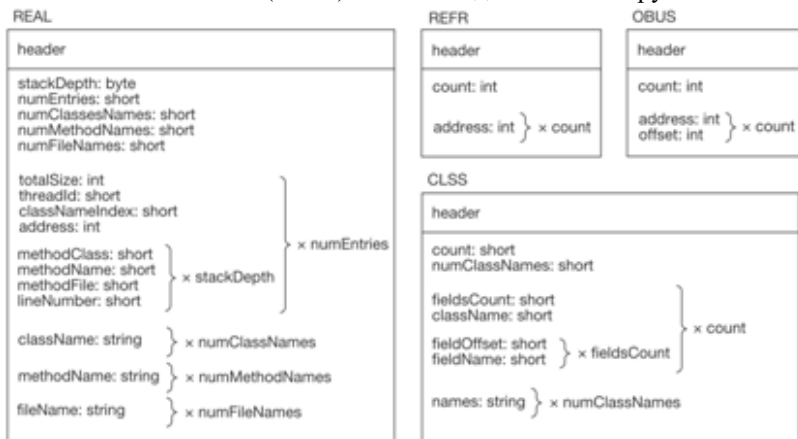 REAL
header
stackDepth: byte
numEntries: short
numClassesNames: short
numMethodNames: short
numFileNames: short
totalSize: int
threadId: short
classNameIndex: short
address: int
methodClass: short
methodName: short
methodFile: short
lineNumber: short
× stackDepth
× numEntries
className: string } × numClassNames
methodName: string } × numMethodNames
fileName: string } × numFileNames
REFR
header
count: int
address: int } × count
OBUS
header
count: int
address: int
offset: int
} × count
CLSS
header
count: short
numClassNames: short
fieldsCount: short
className: short
fieldOffset: short
fieldName: short
} × fieldsCount
× count
names: string } × numClassNames